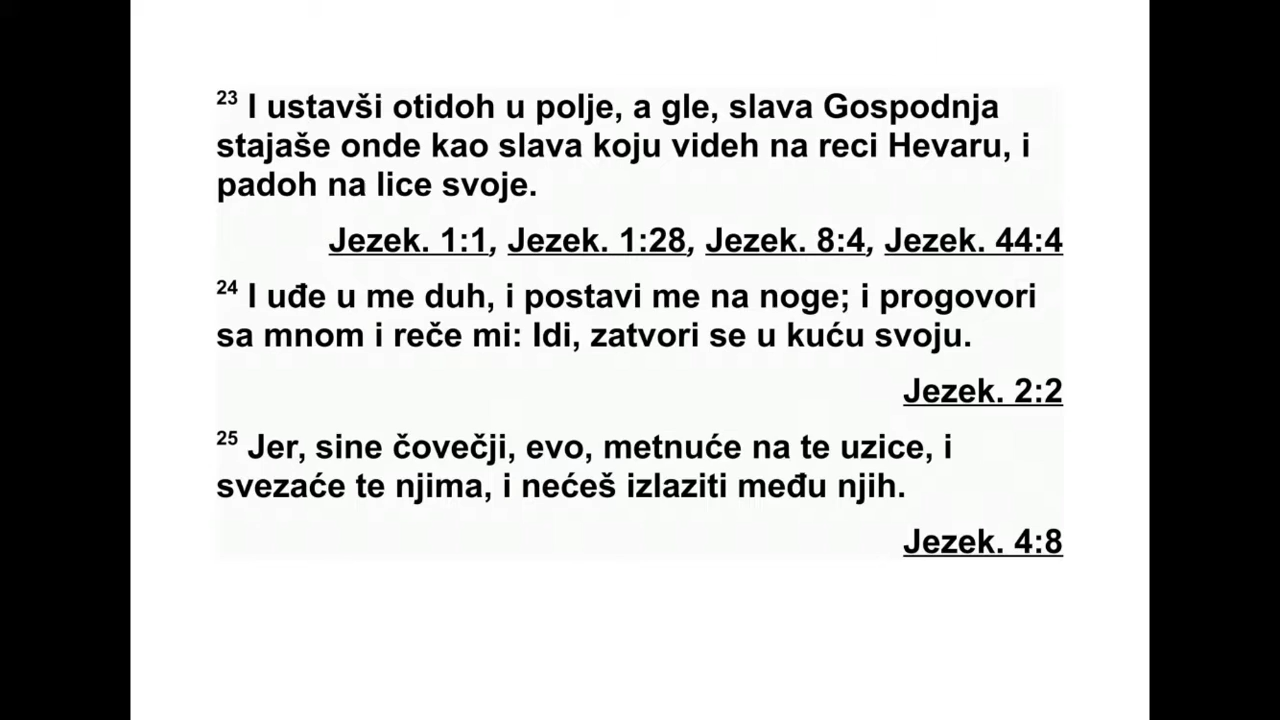 23 I ustavši otidoh u polje, a gle, slava Gospodnja
stajaše onde kao slava koju videh na reci Hevaru, i
padoh na lice svoje.
Jezek. 1:1, Jezek. 1:28, Jezek. 8:4, Jezek. 44:4
24 I uđe u me duh, i postavi me na noge; i progovori
sa mnom i reče mi: Idi, zatvori se u kuću svoju.
Jezek. 2:2
25 Jer, sine čovečji, evo, metnuće na te uzice, i
svezaće te njima, i nećeš izlaziti među njih.
Jezek. 4:8